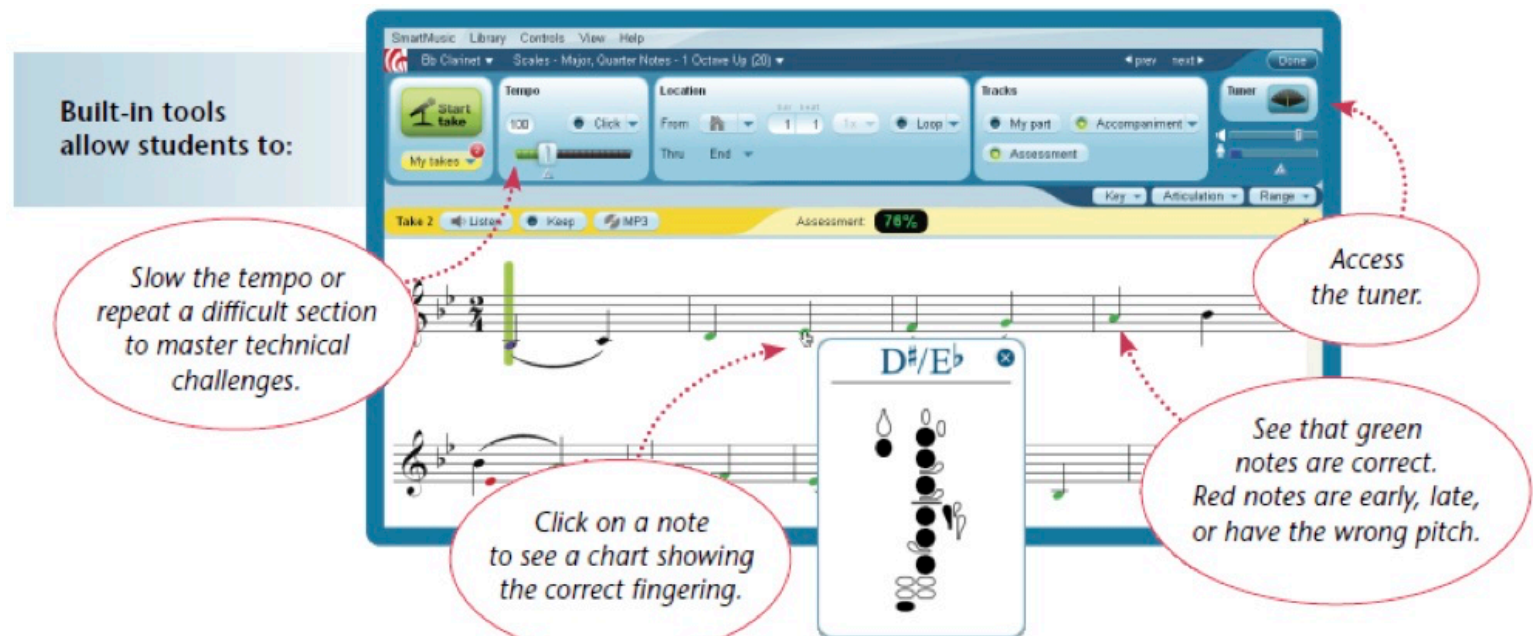 SmartMusic Library Controls View Help
Bb Clarinet Scales - Major, Quarter Notes - 1 Octave Up (20) prev next Done
Built-in tools
allow students to:
Start
take
My takes 2
Tempo
100 Click
Location
From 1 1 1x Loop
Thru End
Tracks
My part Accompaniment
Assessment
Tuner
Key Articulation Range
Take 2 Listen Keep MP3 Assessment: 76%
Slow the tempo or
repeat a difficult section
to master technical
challenges.
Access
the tuner.
D♯/E♭
See that green
notes are correct.
Red notes are early, late,
or have the wrong pitch.
Click on a note
to see a chart showing
the correct fingering.